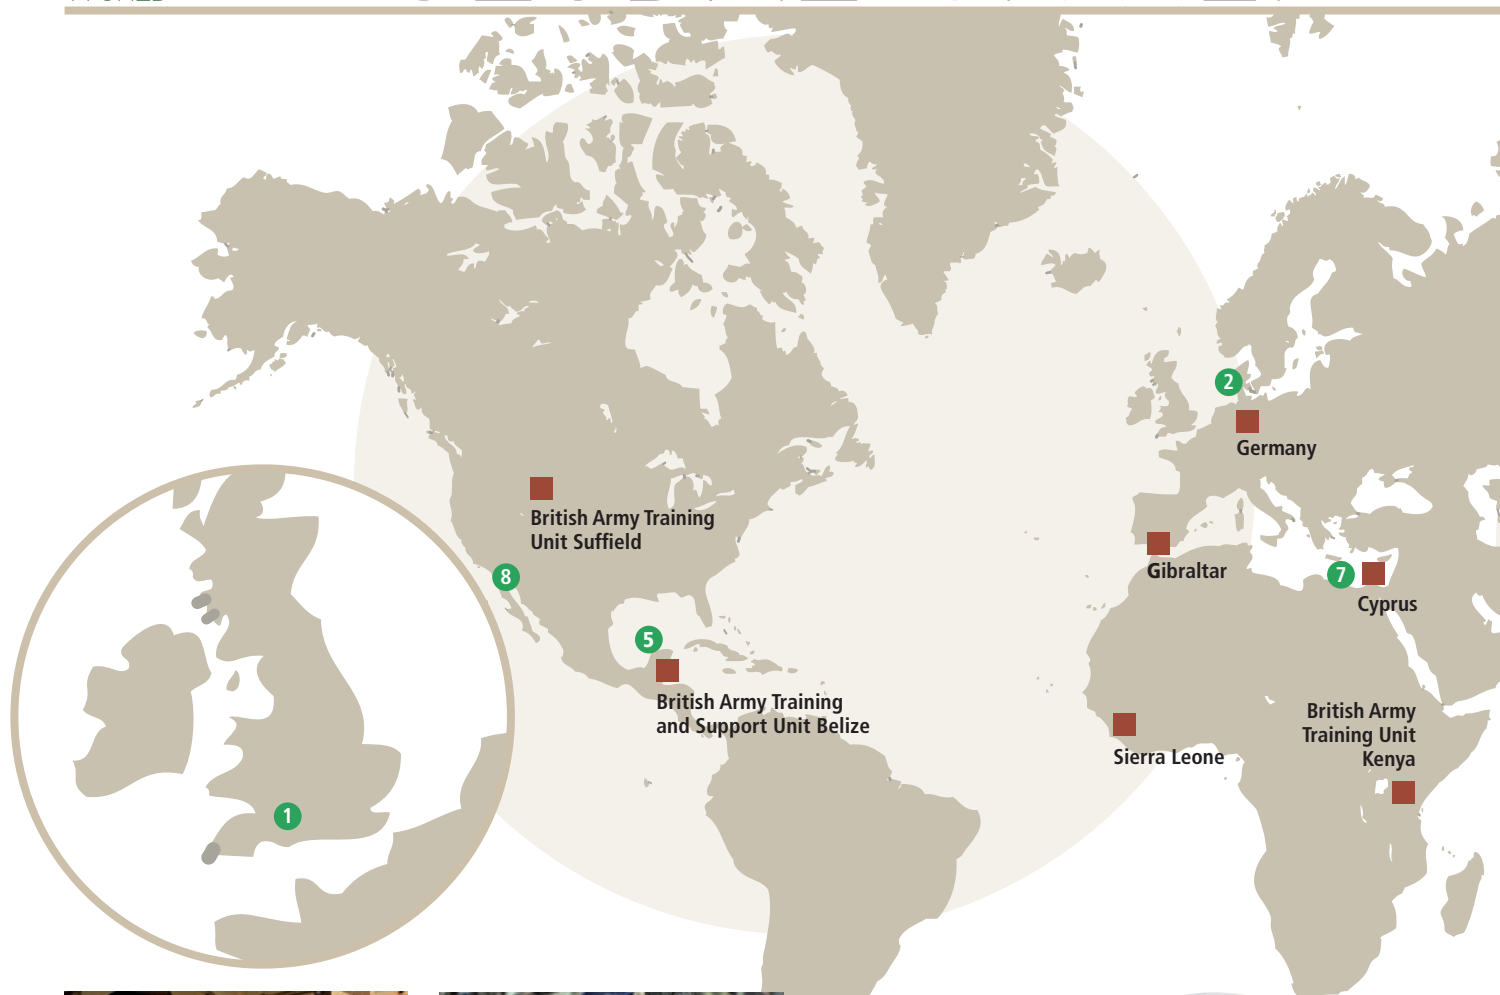 2
Germany
British Army Training
Unit Suffield
Gibraltar
8
7
Cyprus
5
British Army Training
and Support Unit Belize
British Army
Training Unit
Kenya
Sierra Leone
1